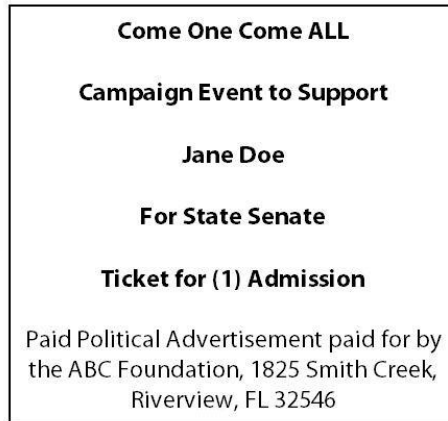 Come One Come ALL
Campaign Event to Support
Jane Doe
For State Senate
Ticket for (1) Admission
Paid Political Advertisement paid for by
the ABC Foundation, 1825 Smith Creek,
Riverview, FL 32546